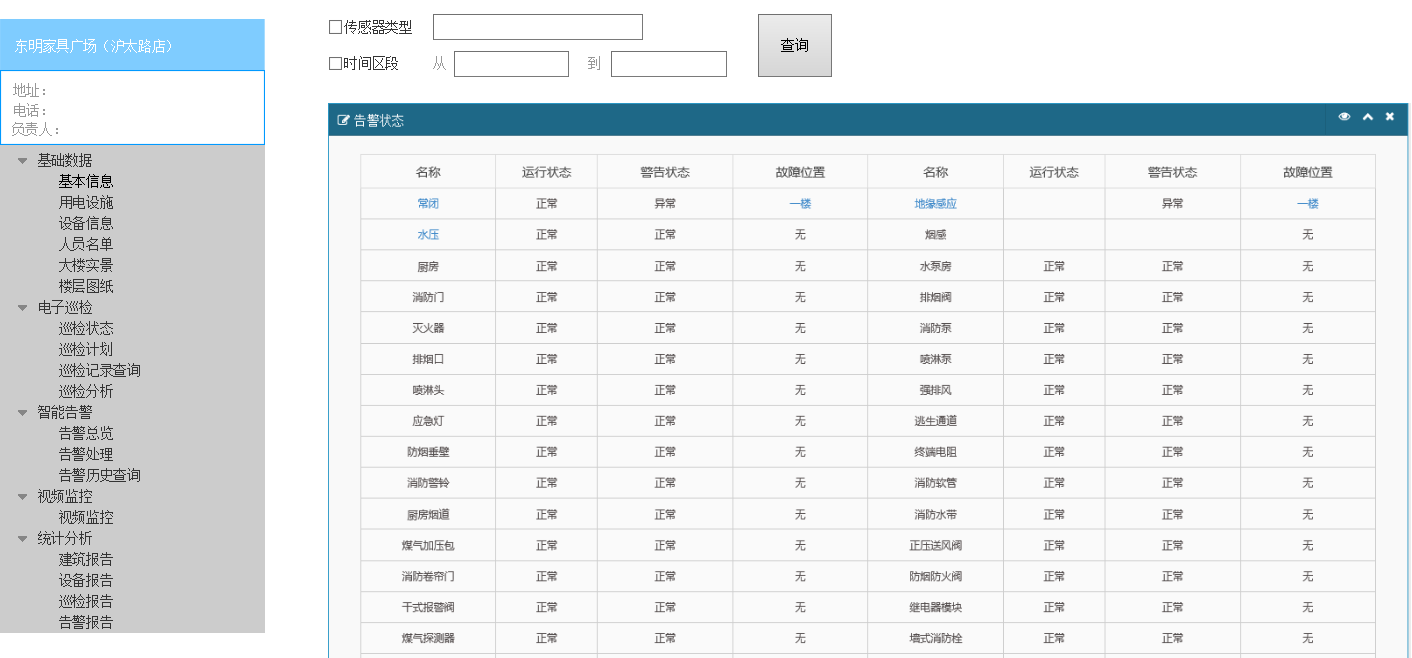 东明家具广场（沪太路店）
地址：
电话：
负责人：
基础数据
基本信息
用电设施
设备信息
人员名单
大楼实景
楼层图纸
电子巡检
巡检状态
巡检计划
巡检记录查询
巡检分析
智能告警
告警总览
告警处理
告警历史查询
视频监控
视频监控
统计分析
建筑报告
设备报告
巡检报告
告警报告
传感器类型
时间区段 从 到
查询
告警状态
名称 运行状态 警告状态 故障位置 名称 运行状态 警告状态 故障位置
常闭 正常 异常 一楼 地缘感应 异常 一楼
水压 正常 正常 无 烟感 无
厨房 正常 正常 无 水泵房 正常 正常 无
消防门 正常 正常 无 排烟阀 正常 正常 无
灭火器 正常 正常 无 消防泵 正常 正常 无
排烟口 正常 正常 无 喷淋泵 正常 正常 无
喷淋头 正常 正常 无 强排风 正常 正常 无
应急灯 正常 正常 无 逃生通道 正常 正常 无
防烟垂壁 正常 正常 无 终端电阻 正常 正常 无
消防警铃 正常 正常 无 消防软管 正常 正常 无
厨房烟道 正常 正常 无 消防水带 正常 正常 无
煤气加压包 正常 正常 无 正压送风阀 正常 正常 无
消防卷帘门 正常 正常 无 防烟防火阀 正常 正常 无
干式报警阀 正常 正常 无 继电器模块 正常 正常 无
煤气探测器 正常 正常 无 墙式消防栓 正常 正常 无